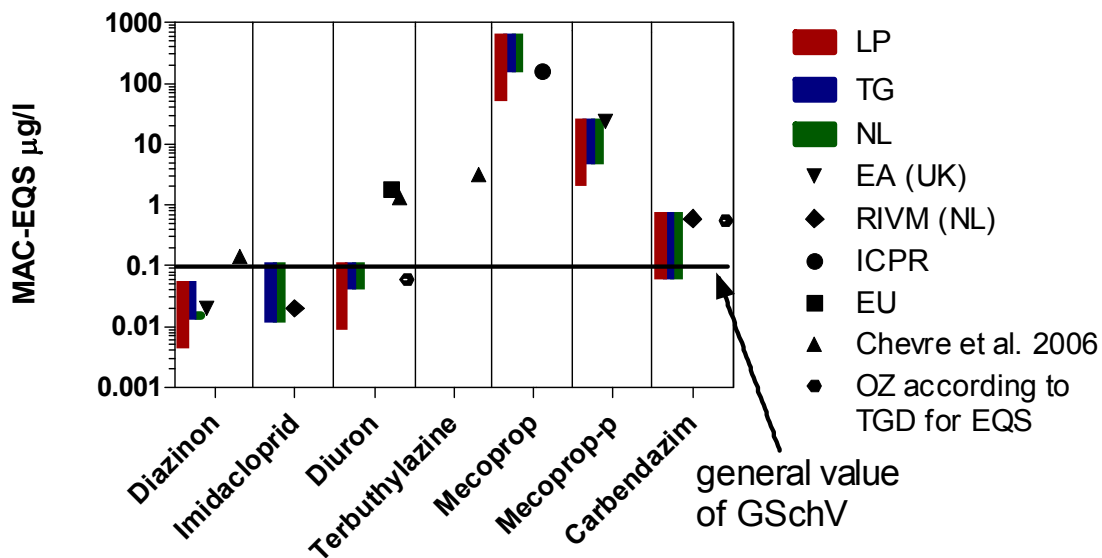 MAC-EQS µg/l
1000
100
10
1
0.1
0.01
0.001
Diazinon
Imidacloprid
Diuron
Terbuthylazine
Mecoprop
Mecoprop-p
Carbendazim
LP
TG
NL
EA (UK)
RIVM (NL)
ICPR
EU
Chevre et al. 2006
OZ according to
TGD for EQS
general value
of GSchV